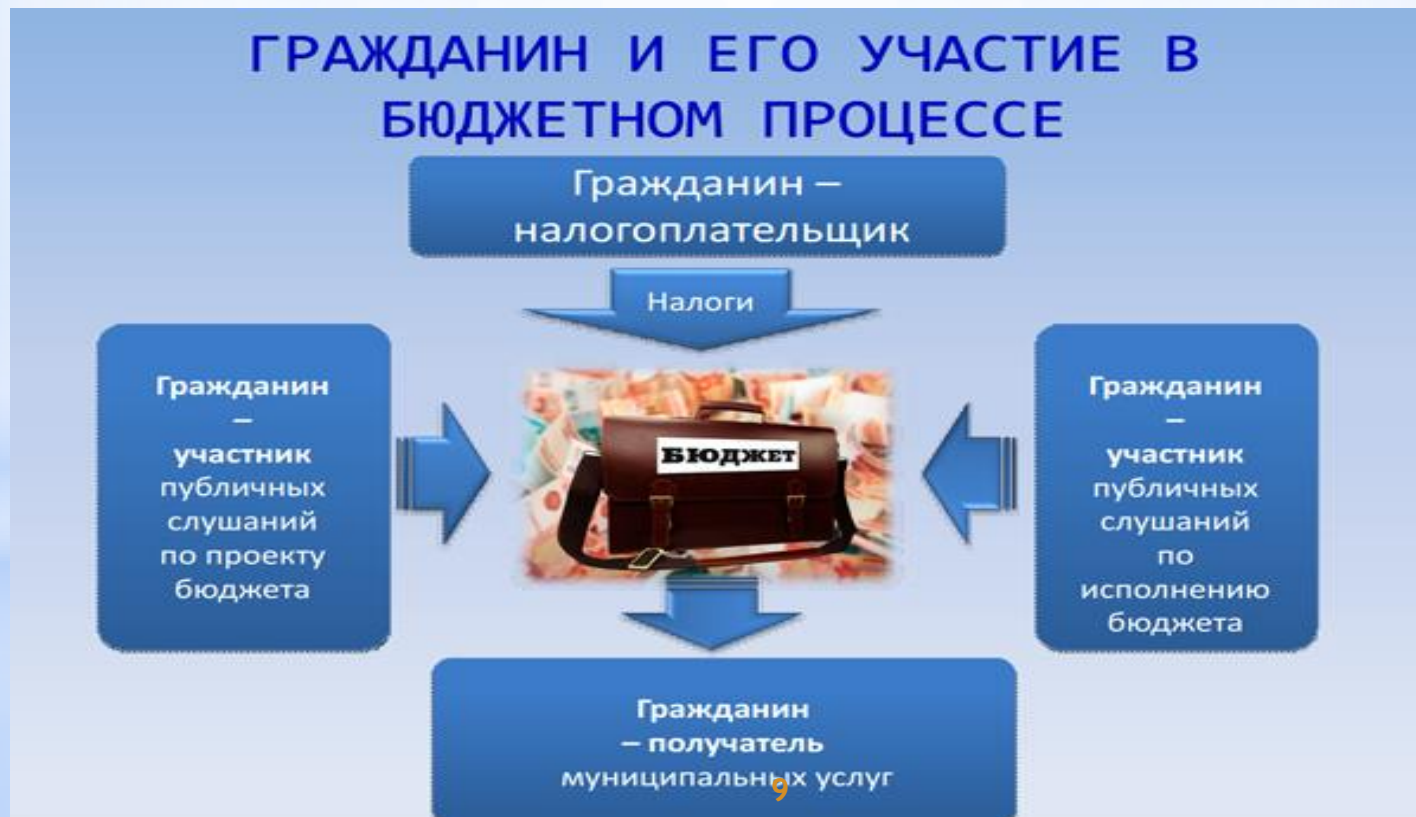 ГРАЖДАНИН И ЕГО УЧАСТИЕ В
БЮДЖЕТНОМ ПРОЦЕССЕ
Гражданин –
налогоплательщик
Налоги
Гражданин
–
участник
публичных
слушаний
по проекту
бюджета
БЮДЖЕТ
Гражданин
–
участник
публичных
слушаний
по
исполнению
бюджета
Гражданин
– получатель
муниципальных услуг
9